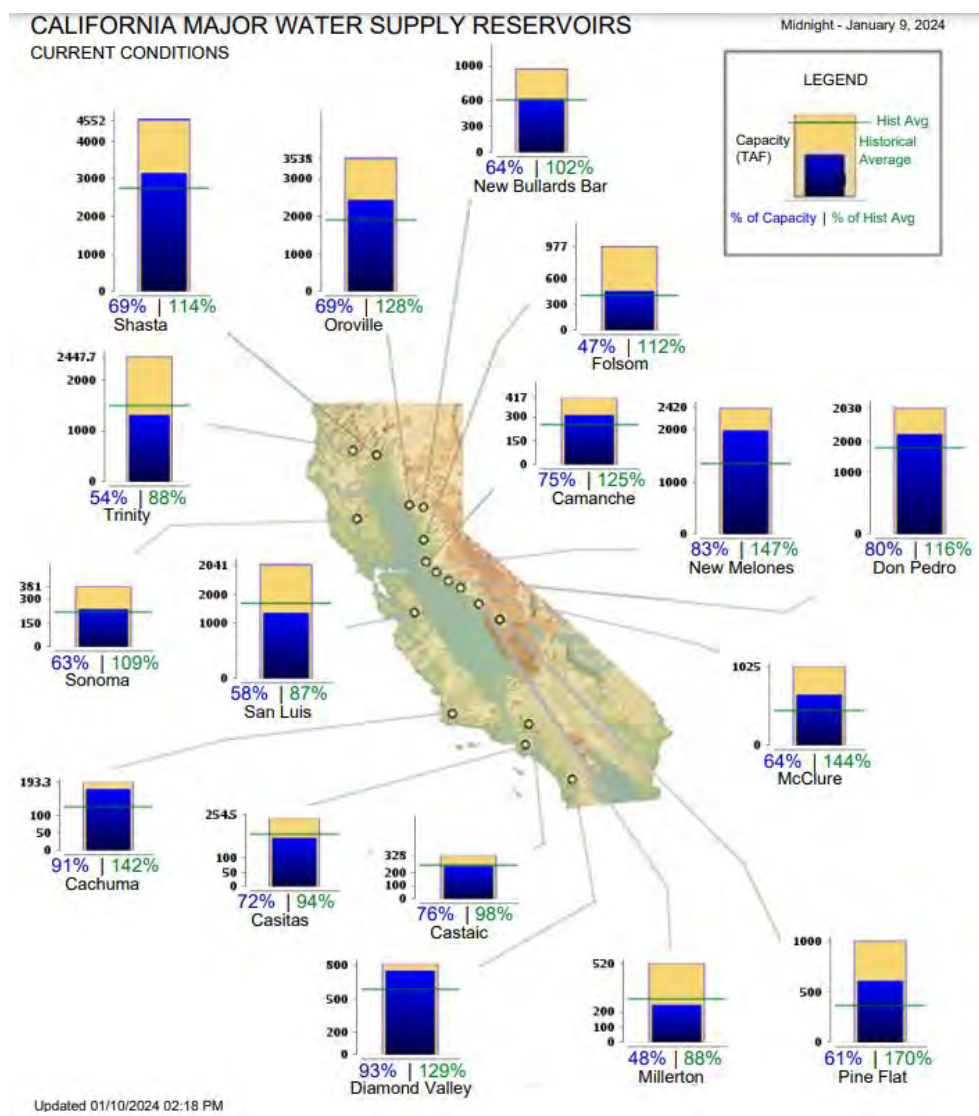 CALIFORNIA MAJOR WATER SUPPLY RESERVOIRS
Midnight - January 9, 2024
CURRENT CONDITIONS
LEGEND
Hist Avg
Capacity
(TAF)
Historical
Average
% of Capacity | % of Hist Avg
1000
600
300
0
64% | 102%
New Bullards Bar
4552
4000
3000
2000
1000
0
69% | 114%
Shasta
3538
3000
2000
1000
0
69% | 128%
Oroville
977
600
300
0
47% | 112%
Folsom
2447.7
2000
1000
0
54% | 88%
Trinity
417
300
150
0
75% | 125%
Camanche
2420
2000
1000
0
83% | 147%
New Melones
2030
2000
1000
0
80% | 116%
Don Pedro
381
300
150
0
63% | 109%
Sonoma
2041
2000
1000
0
58% | 87%
San Luis
1025
0
64% | 144%
McClure
193.3
100
50
0
91% | 142%
Cachuma
254.5
100
50
0
72% | 94%
Casitas
325
200
100
0
76% | 98%
Castaic
800
500
200
0
93% | 129%
Diamond Valley
520
200
100
0
48% | 88%
Millerton
1000
500
0
61% | 170%
Pine Flat
Updated 01/10/2024 02:18 PM